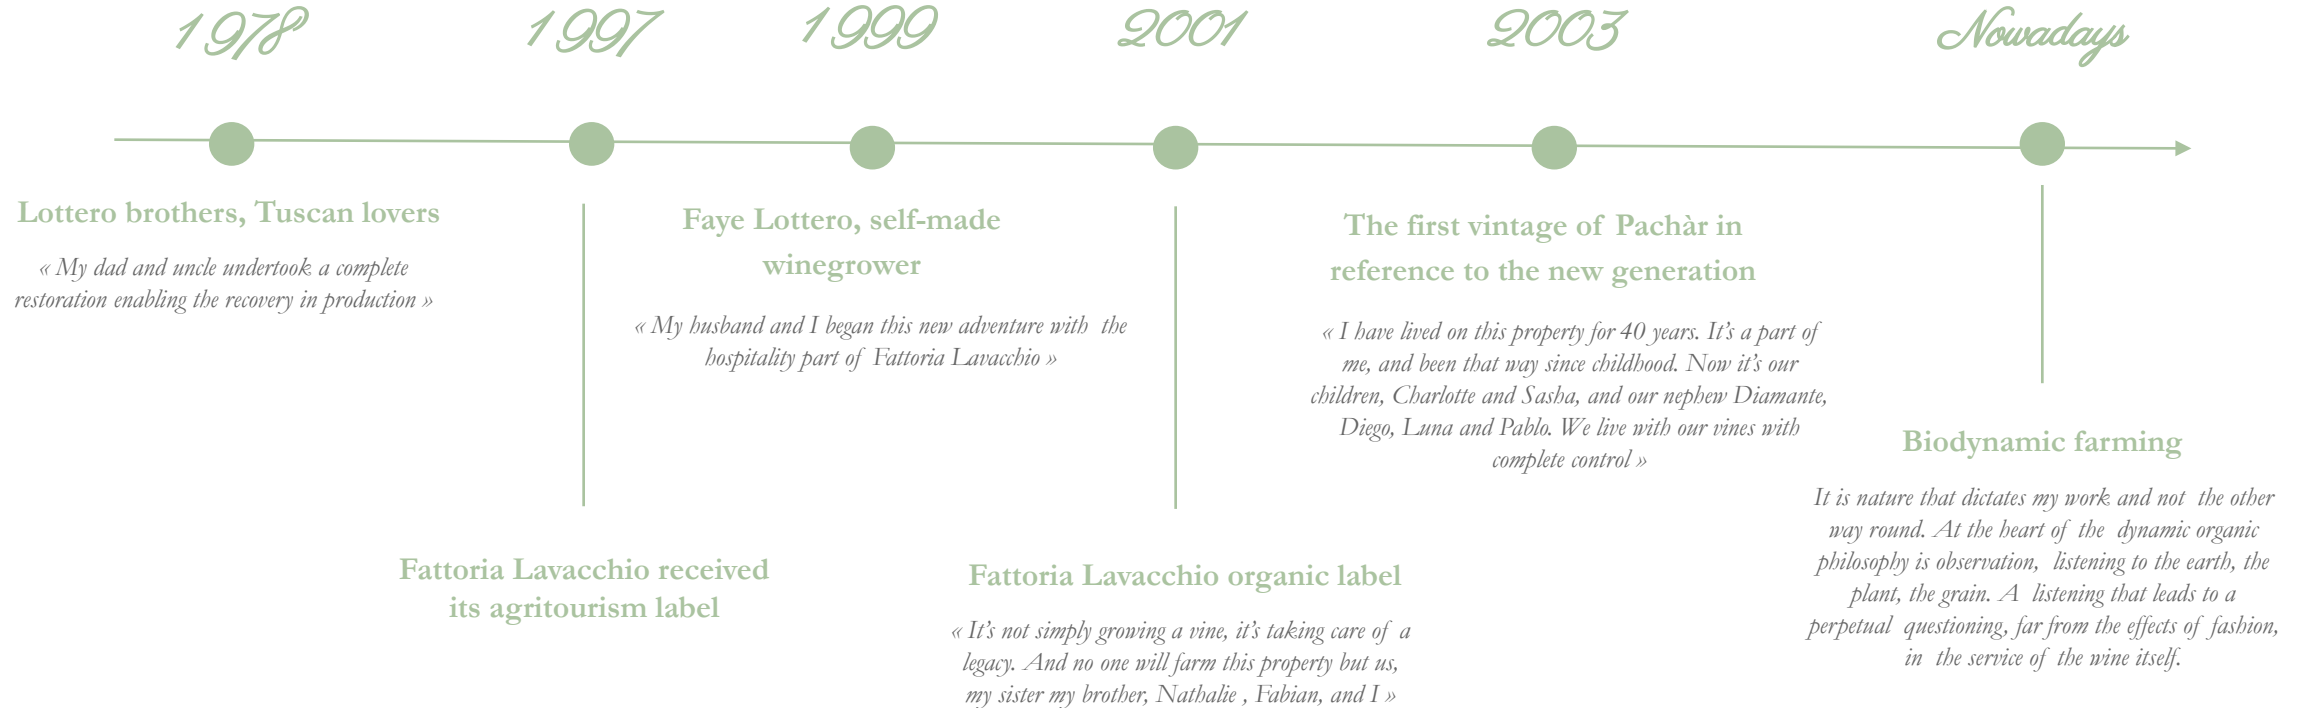 1978
1997
1999
2001
2003
Nowadays
Lottero brothers, Tuscan lovers
« My dad and uncle undertook a complete
restoration enabling the recovery in production »
Fattoria Lavacchio received
its agritourism label
Faye Lottero, self-made
winegrower
« My husband and I began this new adventure with the
hospitality part of Fattoria Lavacchio »
Fattoria Lavacchio organic label
« It’s not simply growing a vine, it’s taking care of a
legacy. And no one will farm this property but us,
my sister my brother, Nathalie , Fabian, and I »
The first vintage of Pachàr in
reference to the new generation
« I have lived on this property for 40 years. It’s a part of
me, and been that way since childhood. Now it’s our
children, Charlotte and Sasha, and our nephew Diamante,
Diego, Luna and Pablo. We live with our vines with
complete control »
Biodynamic farming
It is nature that dictates my work and not the other
way round. At the heart of the dynamic organic
philosophy is observation, listening to the earth, the
plant, the grain. A listening that leads to a
perpetual questioning, far from the effects of fashion,
in the service of the wine itself.